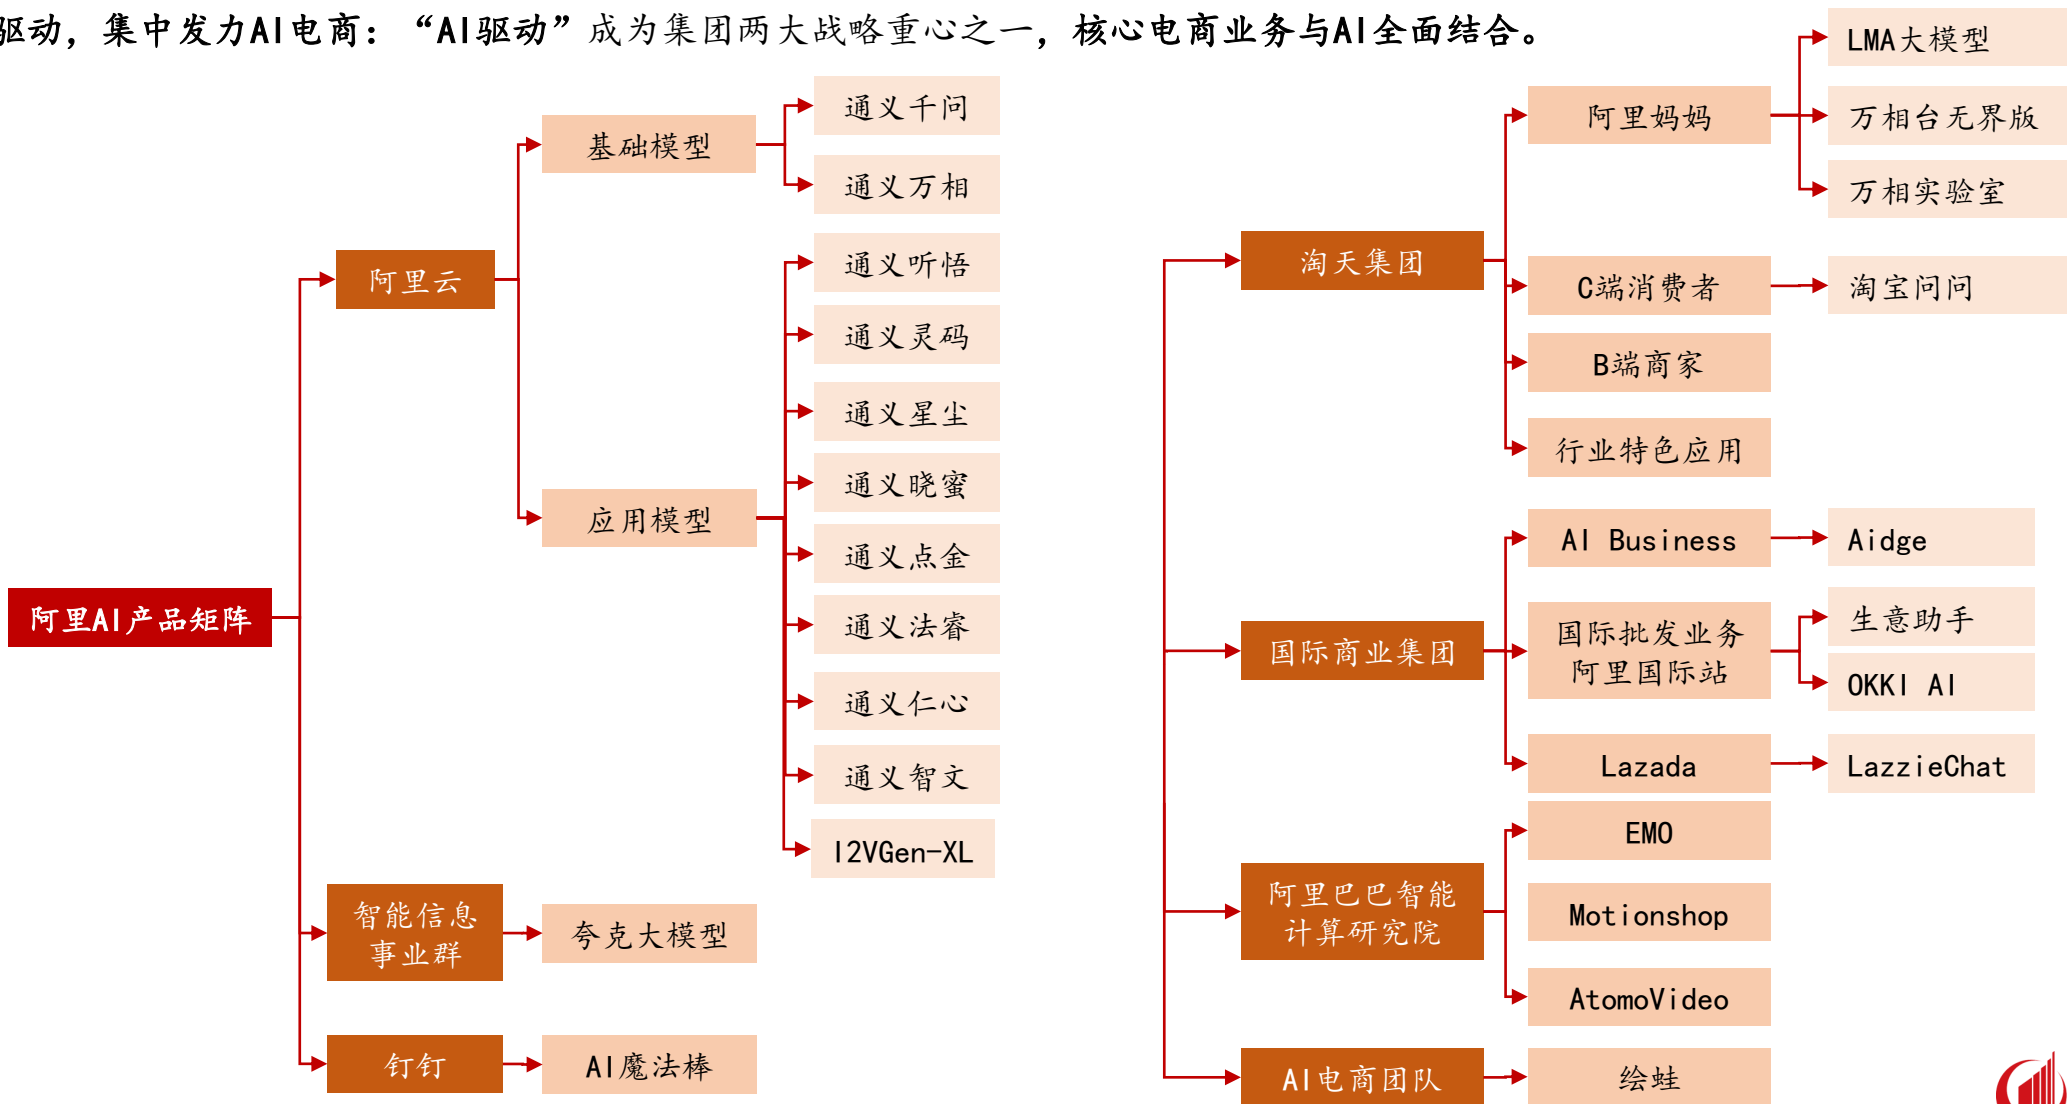 驱动，集中发力AI电商：“AI驱动”成为集团两大战略重心之一，核心电商业务与AI全面结合。
阿里AI产品矩阵
阿里云
基础模型
通义千问
通义万相
应用模型
通义听悟
通义灵码
通义星尘
通义晓蜜
通义点金
通义法睿
通义仁心
通义智文
I2VGen-XL
智能信息
事业群
夸克大模型
钉钉
AI魔法棒
淘天集团
阿里妈妈
LMA大模型
万相台无界版
万相实验室
C端消费者
淘宝问问
B端商家
行业特色应用
国际商业集团
AI Business
Aidge
国际批发业务
阿里国际站
生意助手
OKKI AI
Lazada
LazzieChat
阿里巴巴智能
计算研究院
EMO
Motionshop
AtomoVideo
AI电商团队
绘蛙